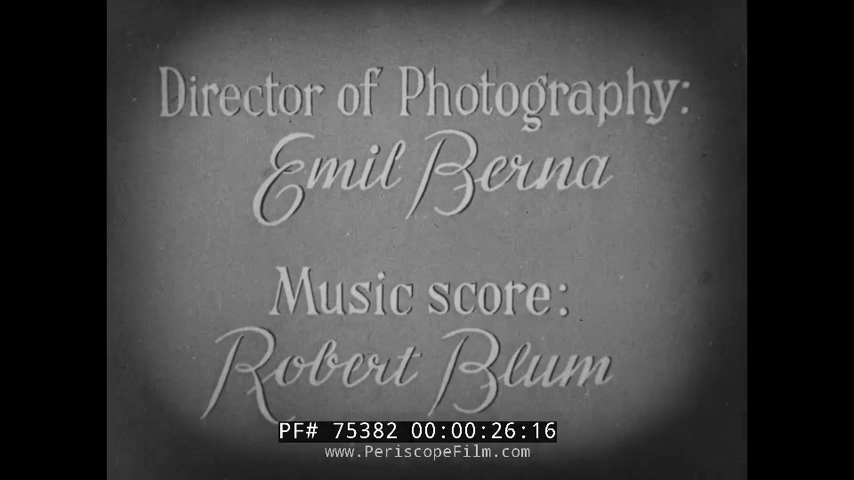 Director of Photography:
Emil Berna
Music score:
Robert Blum
PF# 75382 00:00:26:16
www.PeriscopeFilm.com